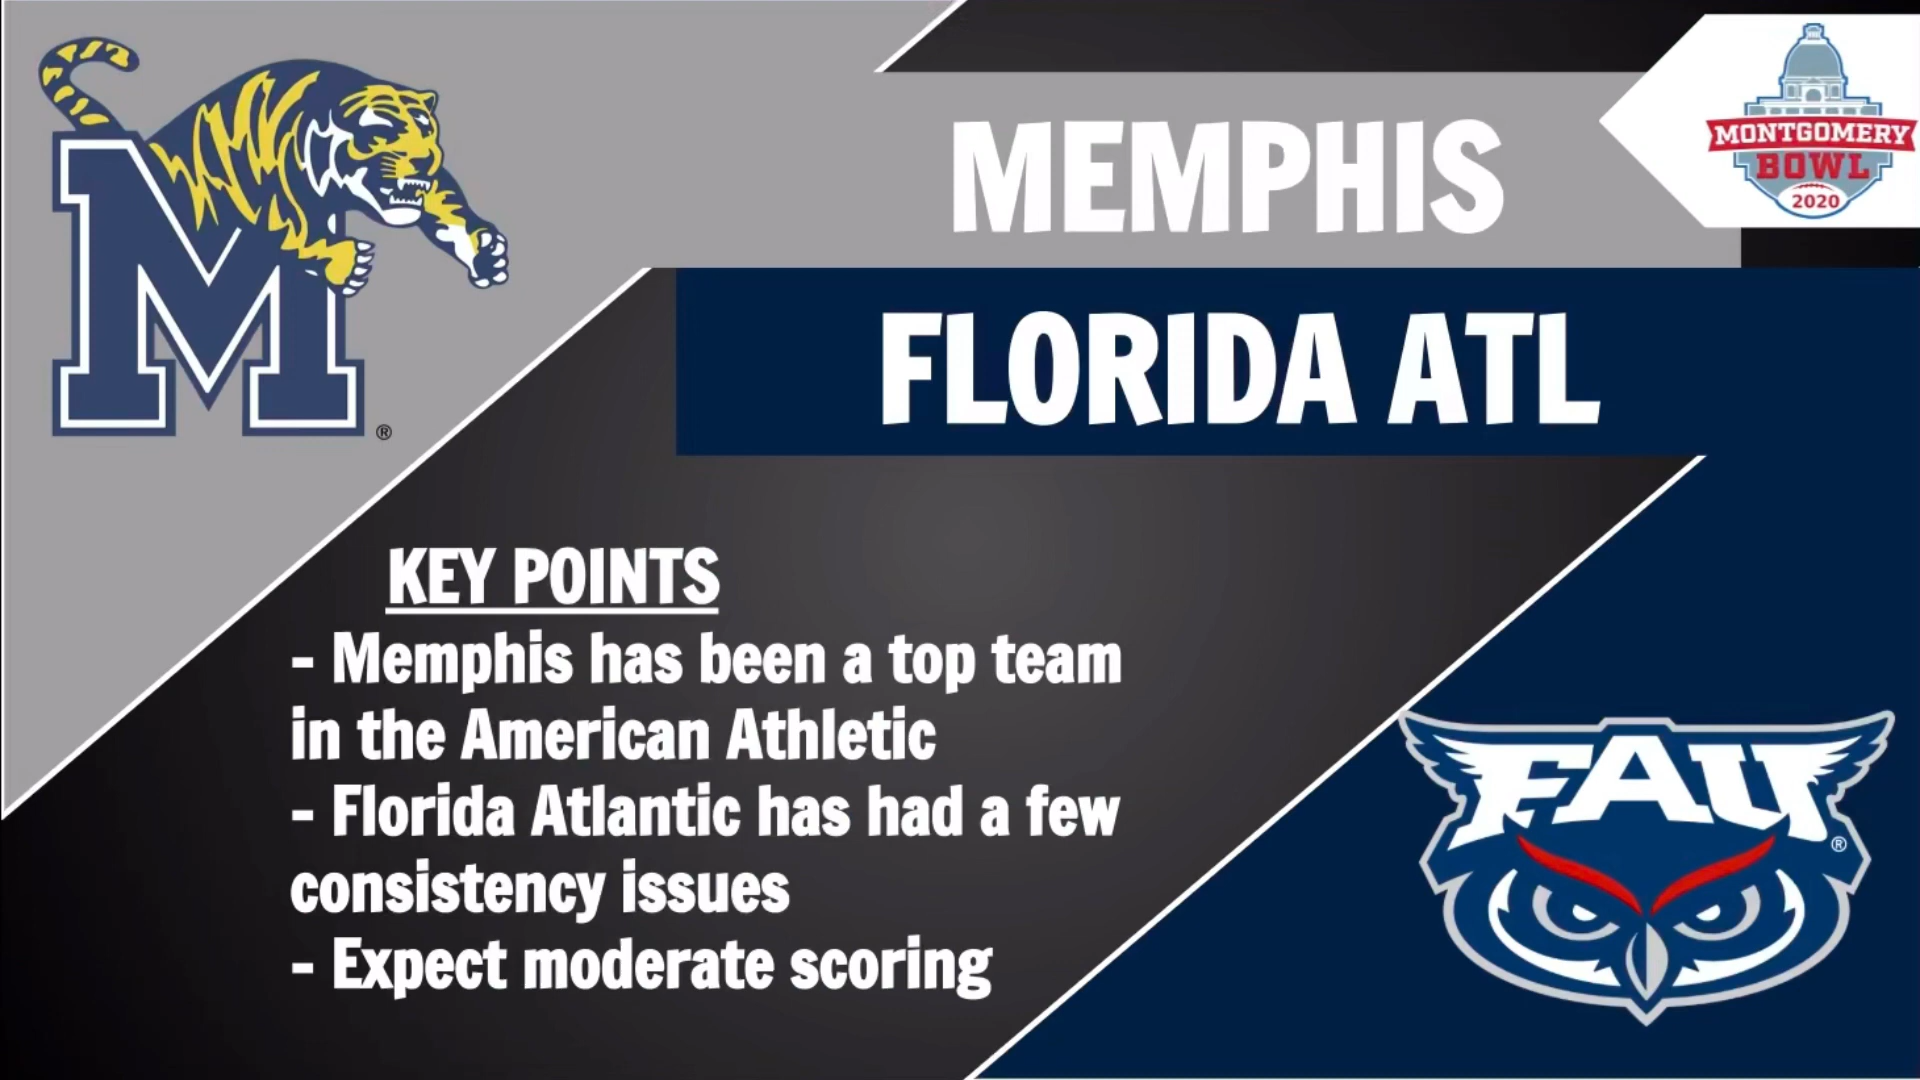 MONTGOMERY
BOWL
2020
MEMPHIS
FLORIDA ATL
M
®
KEY POINTS
- Memphis has been a top team
in the American Athletic
- Florida Atlantic has had a few
consistency issues
- Expect moderate scoring
FAU
®